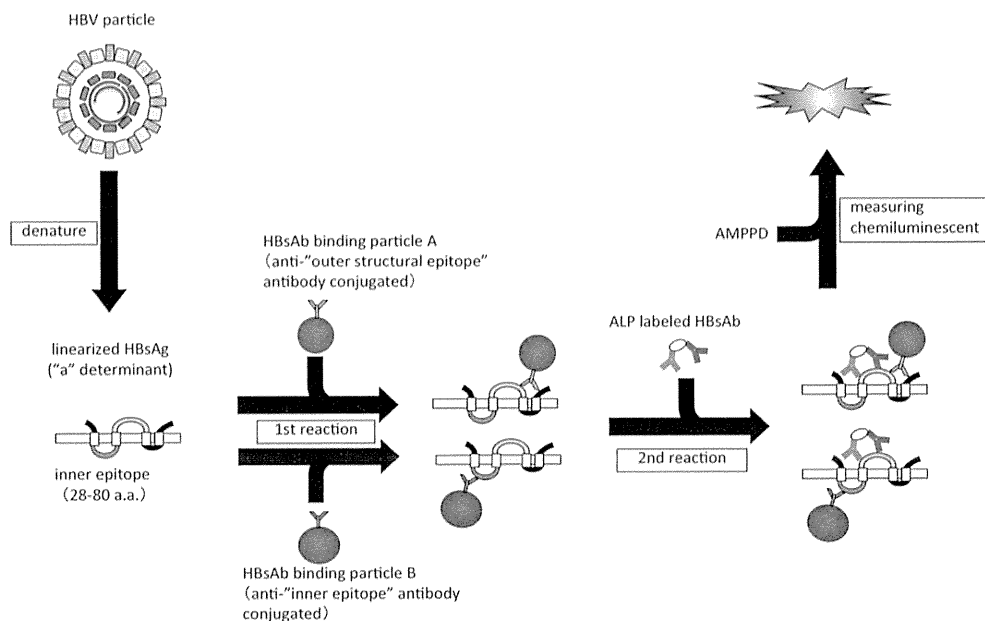 HBV particle
denature
linearized HBsAg
("a" determinant)
inner epitope
(28-80 a.a.)
HBsAb binding particle A
(anti-"outer structural epitope"
antibody conjugated)
1st reaction
HBsAb binding particle B
(anti-"inner epitope" antibody
conjugated)
ALP labeled HBsAb
2nd reaction
AMPPD
measuring
chemiluminescent